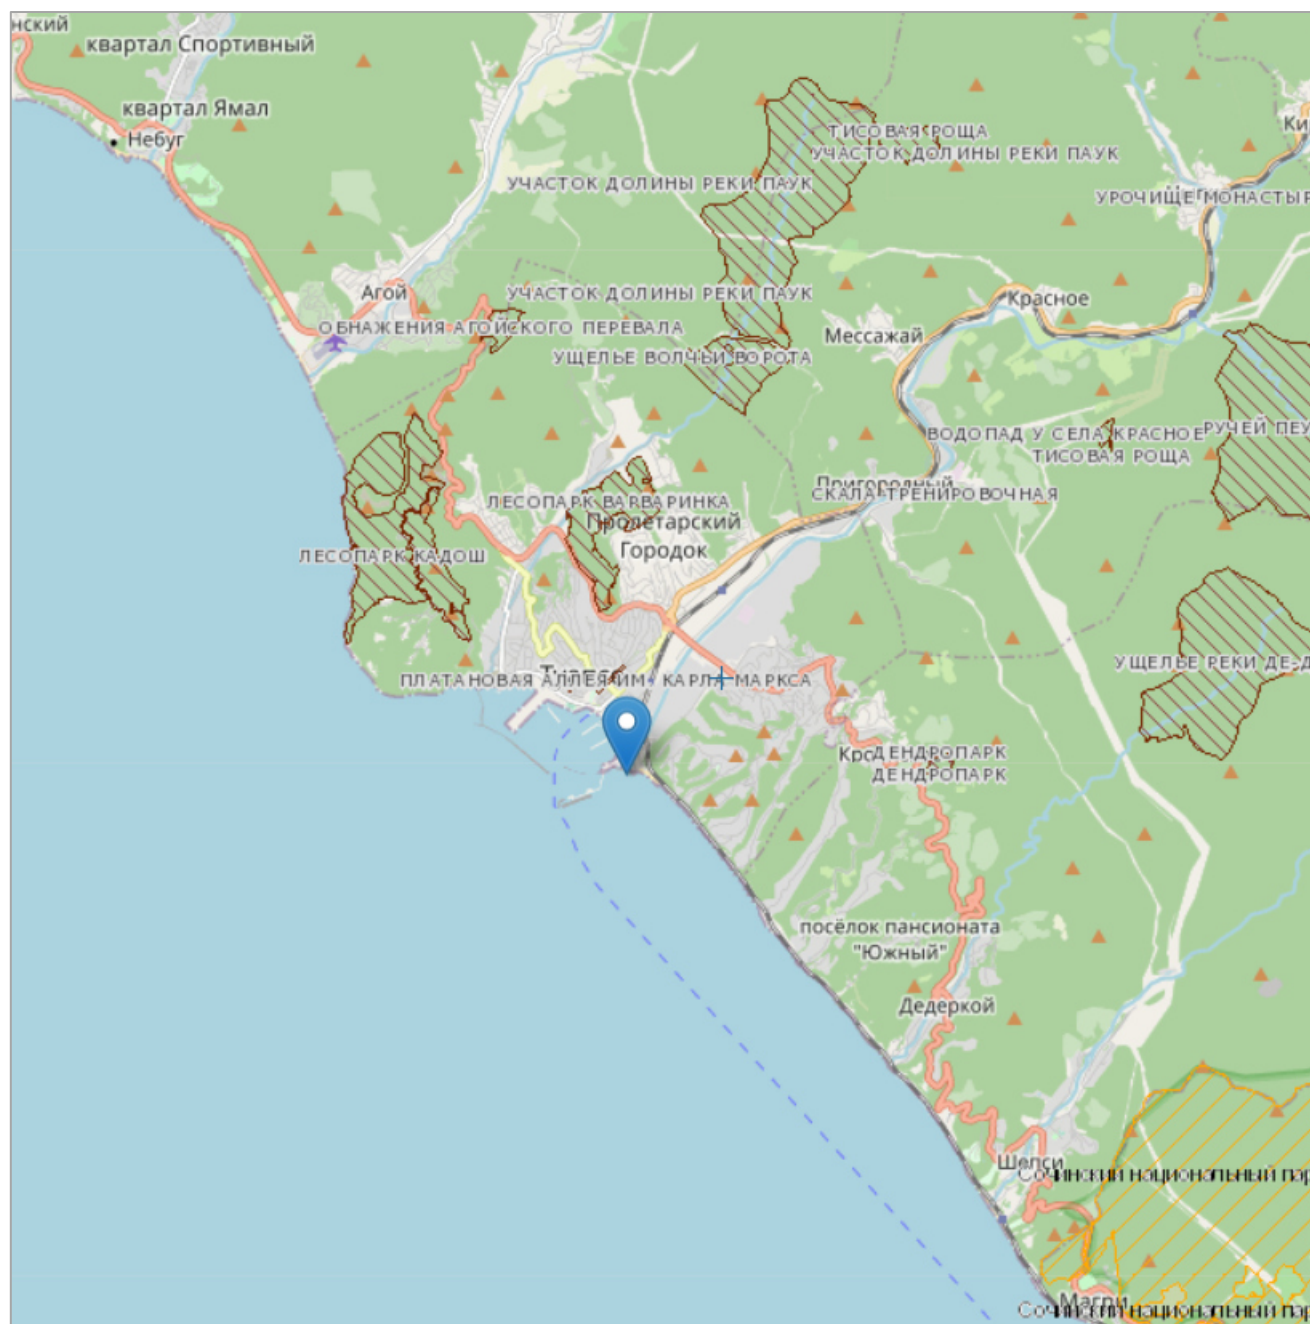 нский
квартал Спортивный
квартал Ямал
Небуг
ТИСОВАЯ РОЩА
УЧАСТОК ДОЛИНЫ РЕКИ ПАУК
УЧАСТОК ДОЛИНЫ РЕКИ ПАУК
Ки
УРОЧИЩЕ МОНАСТЫР
Агой
УЧАСТОК ДОЛИНЫ РЕКИ ПАУК
Красное
ОБНАЖЕНИЯ АГОЙСКОГО ПЕРЕВАЛА
Мессажай
УЩЕЛЬЕ ВОЛЧЬИ ВОРОТА
ВОДОПАД У СЕЛА КРАСНОЕ
РУЧЕЙ ПЕУ
ТИСОВАЯ РОЩА
Пригородный
СКАЛА ТРЕНИРОВОЧНАЯ
ЛЕСОПАРК ВАРВАРИНКА
Пролетарский
Городок
ЛЕСОПАРК КАДОШ
УЩЕЛЬЕ РЕКИ ДЕ-Д
ПЛАТАНОВАЯ АЛЛЕЯ ИМ. КАРЛА МАРКСА
ДЕНДРОПАРК
ДЕНДРОПАРК
посёлок пансионата
"Южный"
Дедеркой
Шепси
Сочинский национальный пар
Магри
Сочинский национальный пар